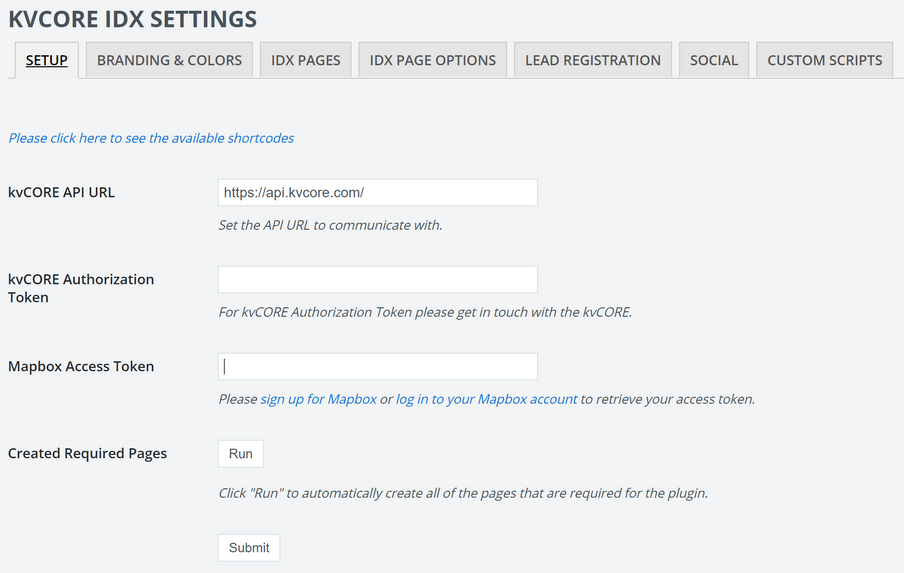 KVCORE IDX SETTINGS
SETUP BRANDING & COLORS IDX PAGES IDX PAGE OPTIONS LEAD REGISTRATION SOCIAL CUSTOM SCRIPTS
Please click here to see the available shortcodes
kvCORE API URL https://api.kvcore.com/
Set the API URL to communicate with.
kvCORE Authorization
Token
For kvCORE Authorization Token please get in touch with the kvCORE.
Mapbox Access Token
Please sign up for Mapbox or log in to your Mapbox account to retrieve your access token.
Created Required Pages Run
Click "Run" to automatically create all of the pages that are required for the plugin.
Submit